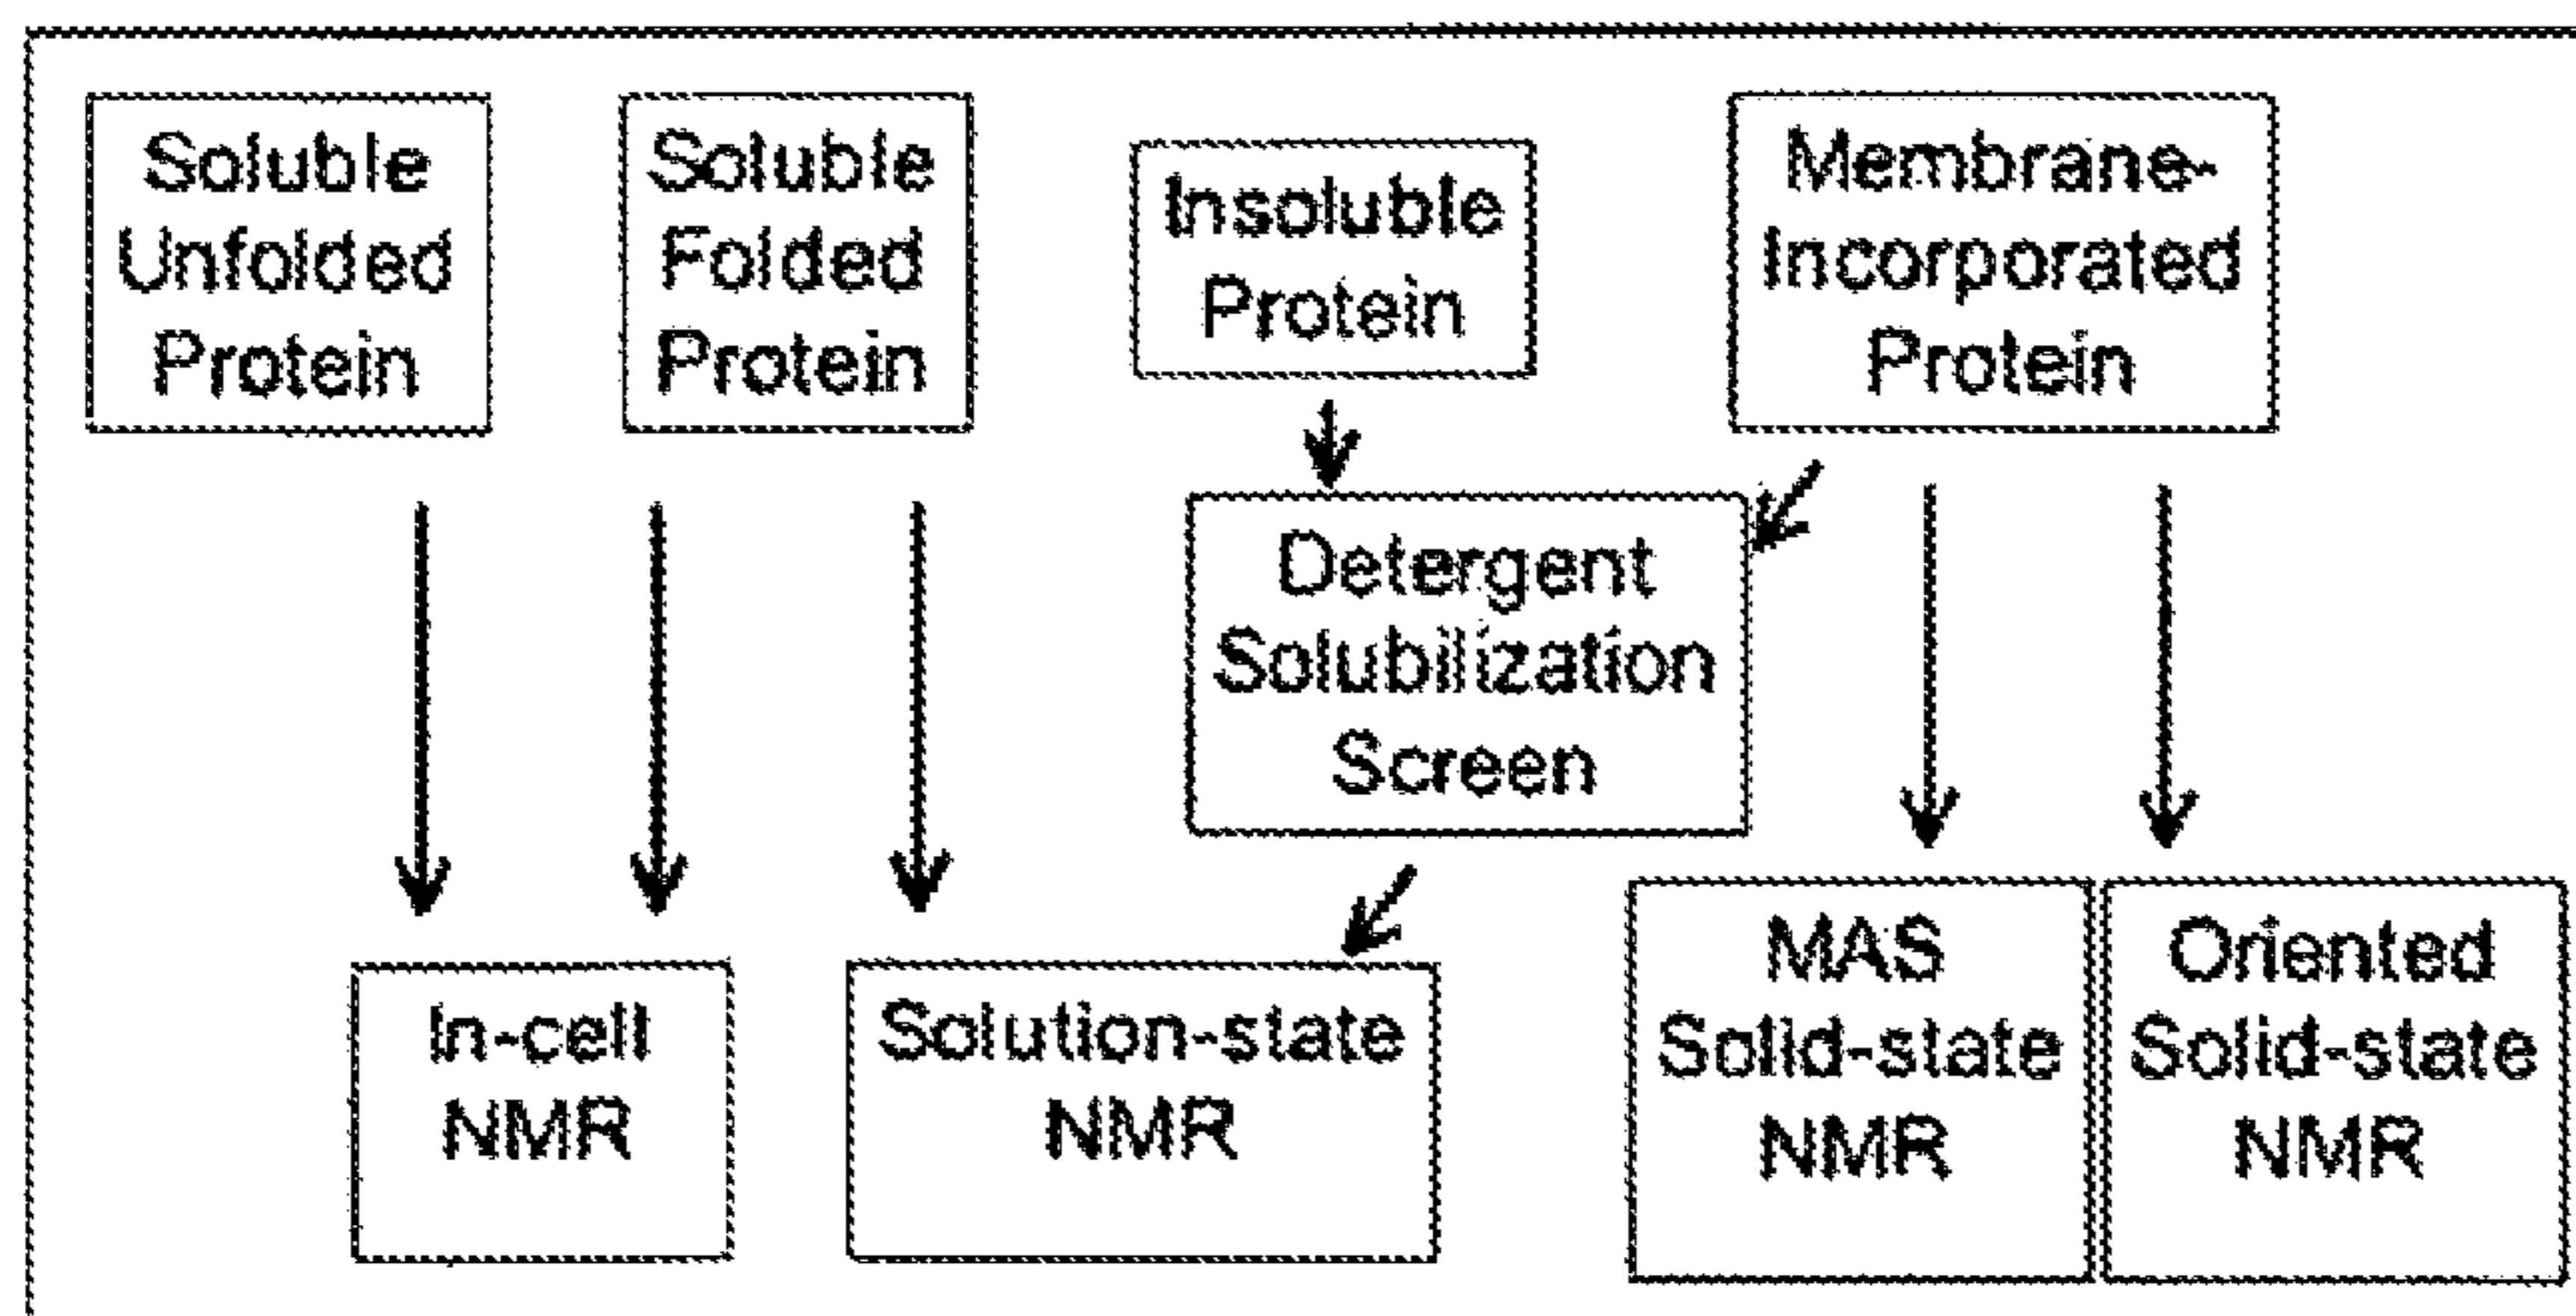 Soluble
Unfolded
Protein
Soluble
Folded
Protein
Insoluble
Protein
Membrane-
Incorporated
Protein
Detergent
Solubilization
Screen
In-cell
NMR
Solution-state
NMR
MAS
Solid-state
NMR
Oriented
Solid-state
NMR